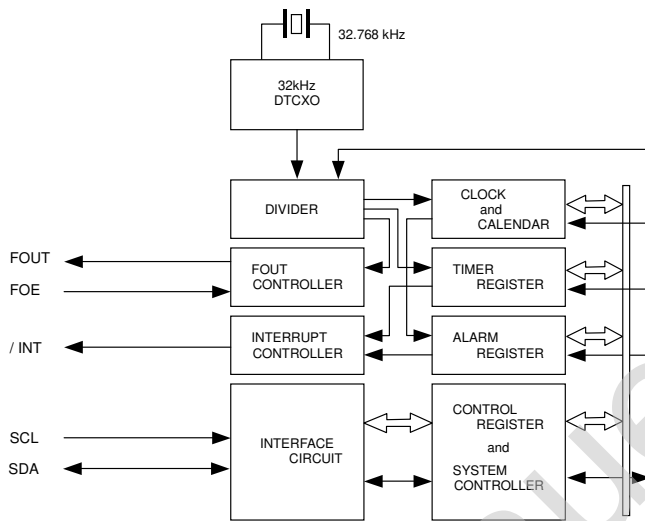 32.768 kHz
32kHz
DTCXO
DIVIDER
CLOCK
and
CALENDAR
FOUT
FOE
FOUT
CONTROLLER
TIMER
REGISTER
/ INT
INTERRUPT
CONTROLLER
ALARM
REGISTER
SCL
SDA
INTERFACE
CIRCUIT
CONTROL
REGISTER
and
SYSTEM
CONTROLLER